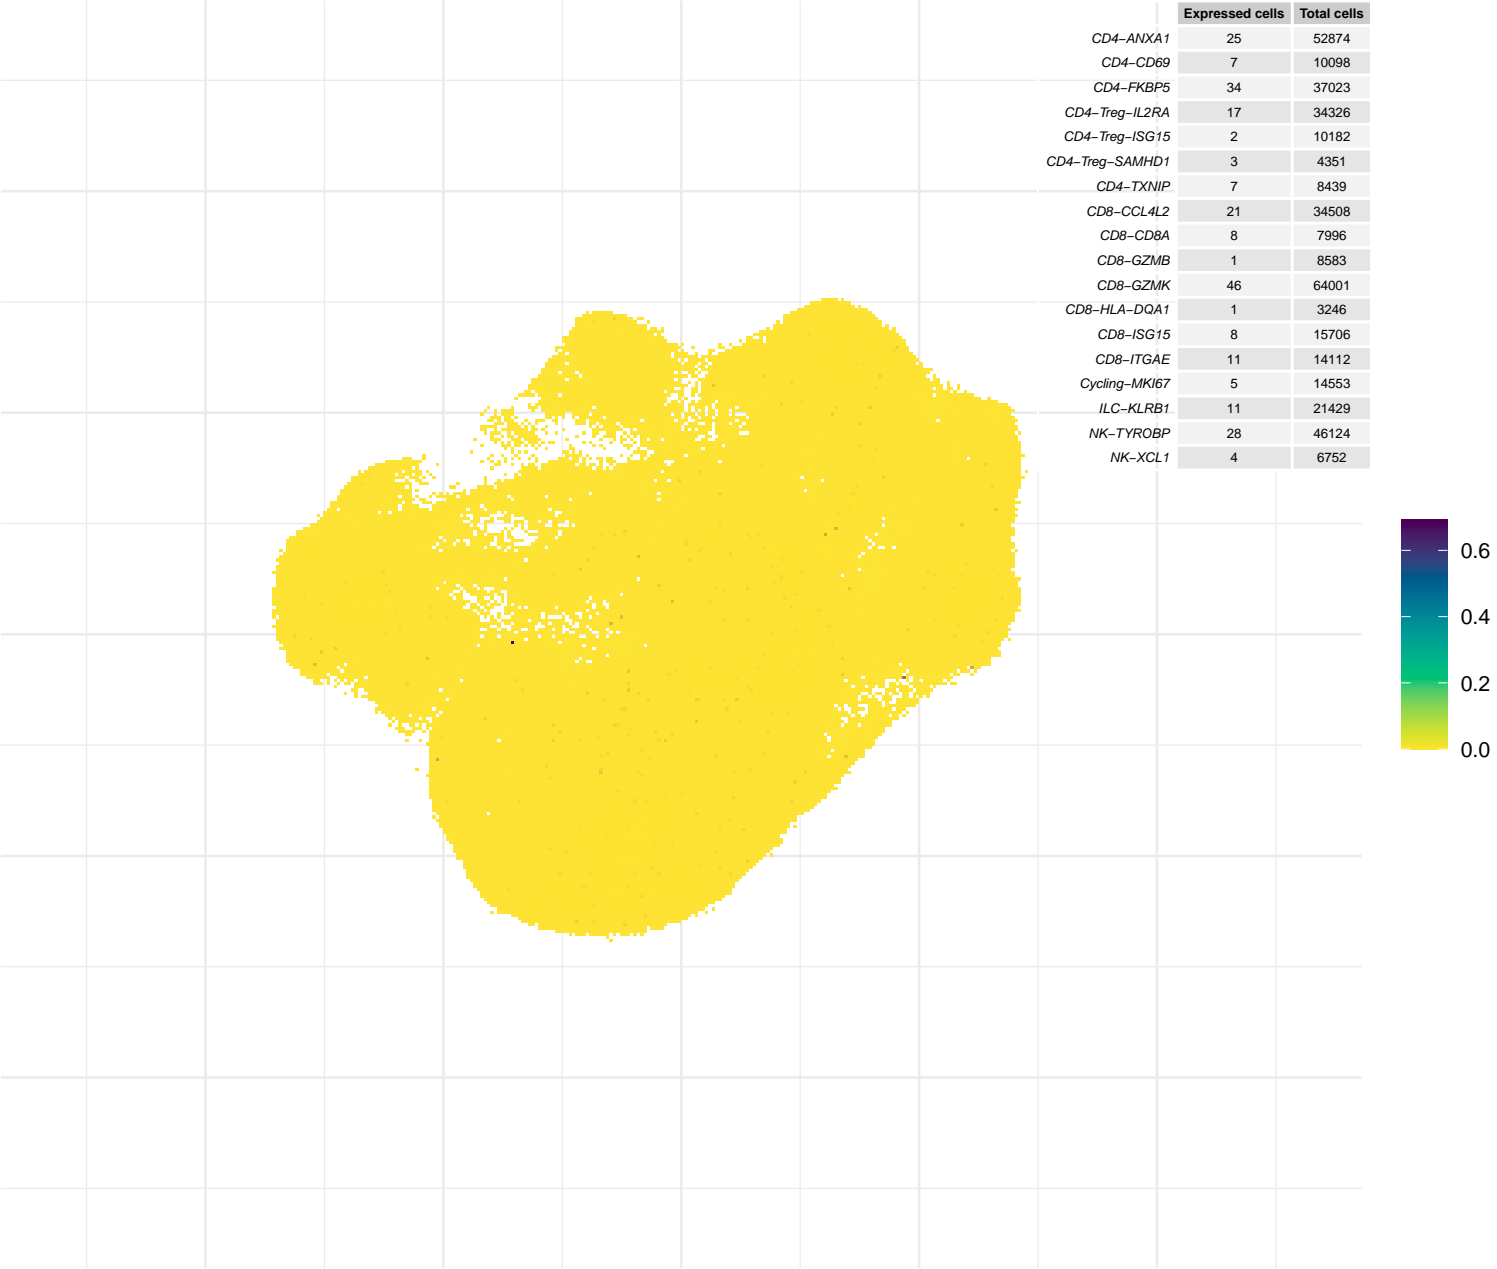 Expressed cells Total cells
CD4−ANXA1 25 52874
CD4−CD69 7 10098
CD4−FKBP5 34 37023
CD4−Treg−IL2RA 17 34326
CD4−Treg−ISG15 2 10182
CD4−Treg−SAMHD1 3 4351
CD4−TXNIP 7 8439
CD8−CCL4L2 21 34508
CD8−CD8A 8 7996
CD8−GZMB 1 8583
CD8−GZMK 46 64001
CD8−HLA−DQA1 1 3246
CD8−ISG15 8 15706
CD8−ITGAE 11 14112
Cycling−MKI67 5 14553
ILC−KLRB1 11 21429
NK−TYROBP 28 46124
NK−XCL1 4 6752
0.6
0.4
0.2
0.0